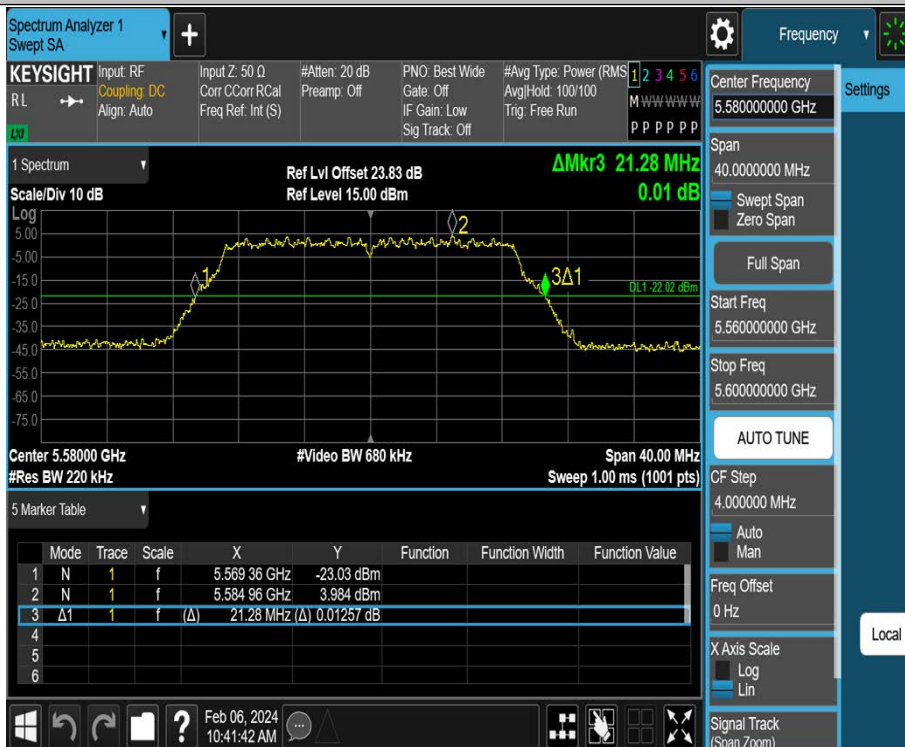 Spectrum Analyzer 1
Swept SA
+
Frequency
KEYSIGHT
RL
LXI
Input: RF
Coupling: DC
Align: Auto
Input Z: 50 Ω
Corr CCorr RCal
Freq Ref: Int (S)
#Atten: 20 dB
Preamp: Off
PNO: Best Wide
Gate: Off
IF Gain: Low
Sig Track: Off
#Avg Type: Power (RMS
Avg|Hold: 100/100
Trig: Free Run
1 2 3 4 5 6
M W W W W W
P P P P P P
1 Spectrum
Scale/Div 10 dB
Ref Lvl Offset 23.83 dB
Ref Level 15.00 dBm
ΔMkr3 21.28 MHz
0.01 dB
Log
5.00
-5.00
-15.0
-25.0
-35.0
-45.0
-55.0
-65.0
-75.0
1
2
3Δ1
DL1 -22.02 dBm
Center 5.58000 GHz
#Video BW 680 kHz
Span 40.00 MHz
#Res BW 220 kHz
Sweep 1.00 ms (1001 pts)
5 Marker Table
Mode Trace Scale X Y Function Function Width Function Value
1 N 1 f 5.569 36 GHz -23.03 dBm
2 N 1 f 5.584 96 GHz 3.984 dBm
3 Δ1 1 f (Δ) 21.28 MHz (Δ) 0.01257 dB
4
5
6
?
Feb 06, 2024
10:41:42 AM
Center Frequency
5.580000000 GHz
Settings
Span
40.0000000 MHz
Swept Span
Zero Span
Full Span
Start Freq
5.560000000 GHz
Stop Freq
5.600000000 GHz
AUTO TUNE
CF Step
4.000000 MHz
Auto
Man
Freq Offset
0 Hz
Local
X Axis Scale
Log
Lin
Signal Track
(Span Zoom)